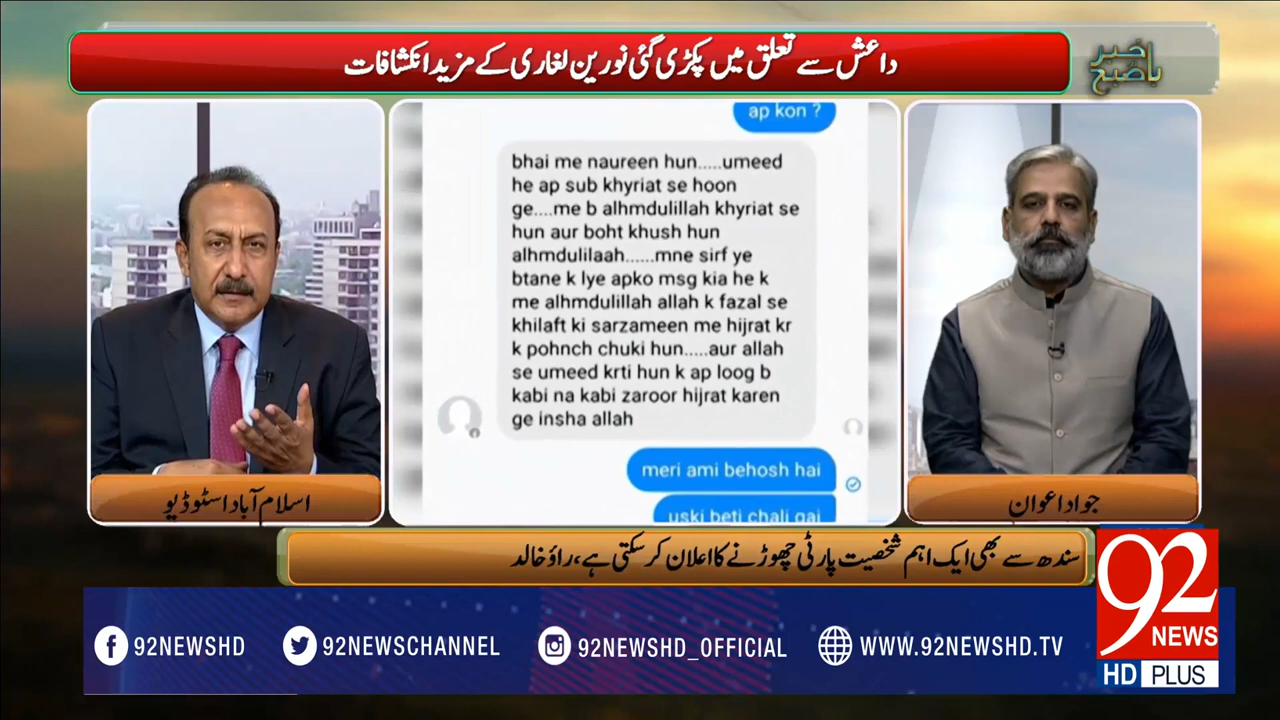 داعش سے تعلق میں پکڑی گئی نورین لغاری کے مزید انکشافات
باخبر
صبح
ap kon ?
bhai me naureen hun.....umeed
he ap sub khyriat se hoon
ge....me b alhmdulillah khyriat se
hun aur boht khush hun
alhmdulilaah......mne sirf ye
btane k lye apko msg kia he k
me alhmdulillah allah k fazal se
khilaft ki sarzameen me hijrat kr
k pohnch chuki hun.....aur allah
se umeed krti hun k ap loog b
kabi na kabi zaroor hijrat karen
ge insha allah
meri ami behosh hai
uski beti chali gai
اسلام آباد اسٹوڈیو
جواد اعوان
سندھ سے بھی ایک اہم شخصیت پارٹی چھوڑنے کا اعلان کر سکتی ہے، راؤ خالد
92NEWSHD
92NEWSCHANNEL
92NEWSHD_OFFICIAL
WWW.92NEWSHD.TV
92
NEWS
HD PLUS